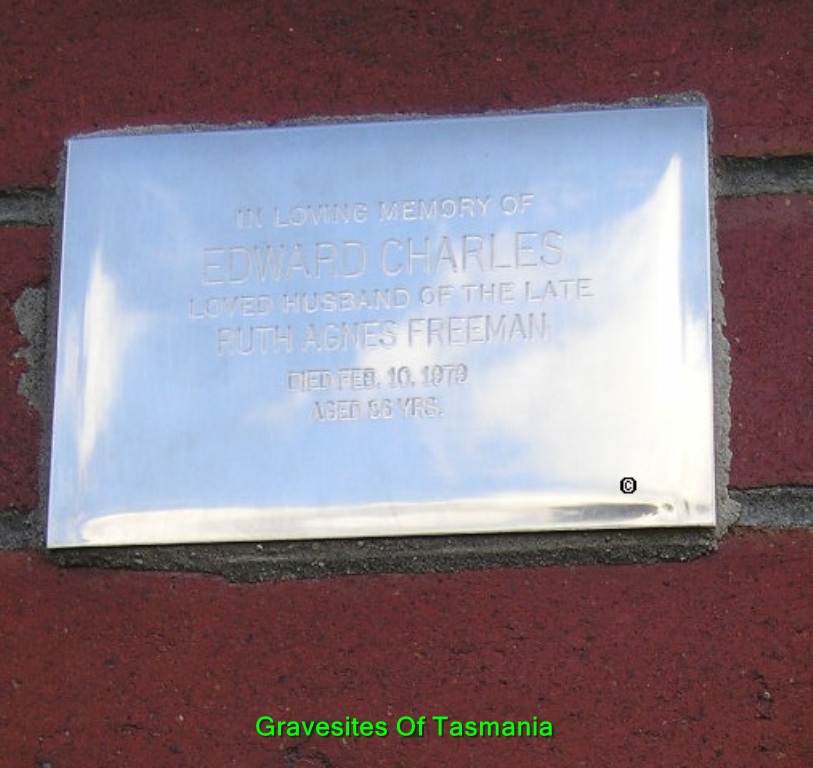 IN LOVING MEMORY OF
EDWARD CHARLES
LOVED HUSBAND OF THE LATE
RUTH AGNES FREEMAN
DIED FEB. 10, 1979
AGED 86 YRS.
©
Gravesites Of Tasmania